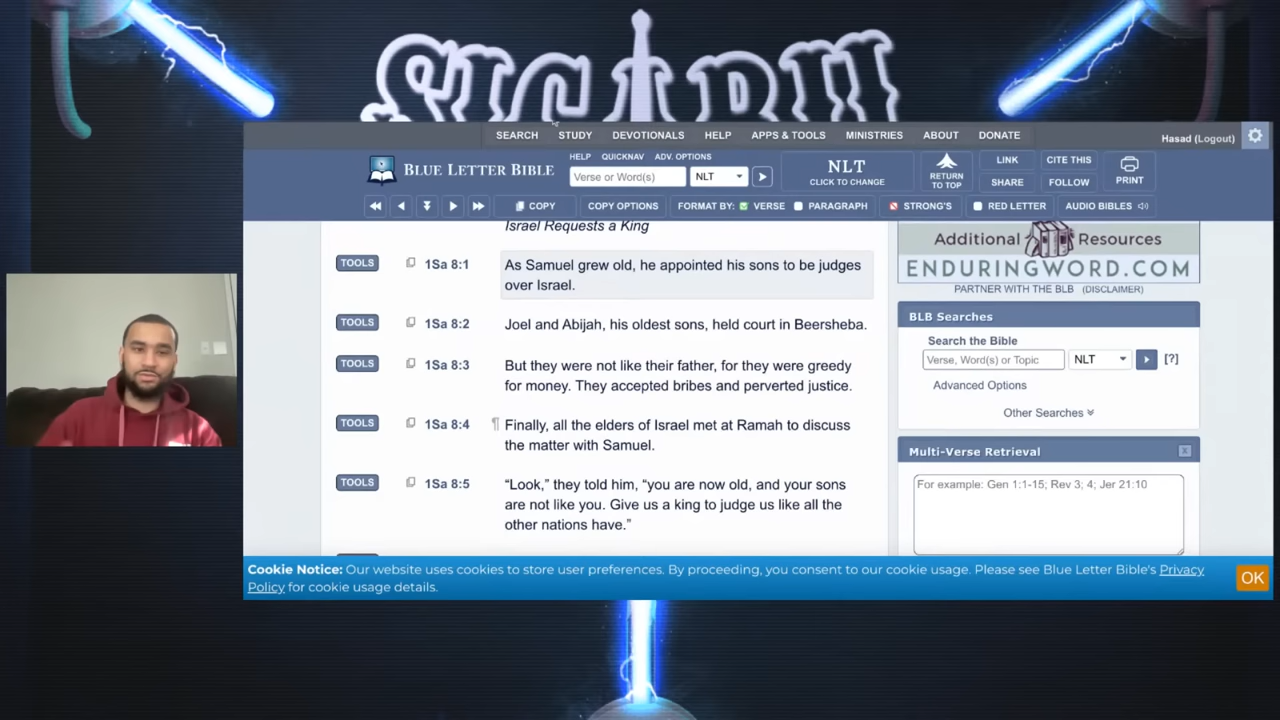 SICARII
SEARCH STUDY DEVOTIONALS HELP APPS & TOOLS MINISTRIES ABOUT DONATE
Hasad (Logout)
BLUE LETTER BIBLE
HELP QUICKNAV ADV. OPTIONS
Verse or Word(s) NLT
NLT
CLICK TO CHANGE
RETURN
TO TOP
LINK CITE THIS
SHARE FOLLOW
PRINT
COPY COPY OPTIONS FORMAT BY: VERSE PARAGRAPH STRONG'S RED LETTER AUDIO BIBLES
Israel Requests a King
TOOLS 1Sa 8:1 As Samuel grew old, he appointed his sons to be judges
over Israel.
TOOLS 1Sa 8:2 Joel and Abijah, his oldest sons, held court in Beersheba.
TOOLS 1Sa 8:3 But they were not like their father, for they were greedy
for money. They accepted bribes and perverted justice.
TOOLS 1Sa 8:4 ¶ Finally, all the elders of Israel met at Ramah to discuss
the matter with Samuel.
TOOLS 1Sa 8:5 “Look,” they told him, “you are now old, and your sons
are not like you. Give us a king to judge us like all the
other nations have.”
Additional Resources
ENDURINGWORD.COM
PARTNER WITH THE BLB (DISCLAIMER)
BLB Searches
Search the Bible
Verse, Word(s) or Topic NLT [?]
Advanced Options
Other Searches
Multi-Verse Retrieval x
For example: Gen 1:1-15; Rev 3; 4; Jer 21:10
Cookie Notice: Our website uses cookies to store user preferences. By proceeding, you consent to our cookie usage. Please see Blue Letter Bible's Privacy
Policy for cookie usage details.
OK